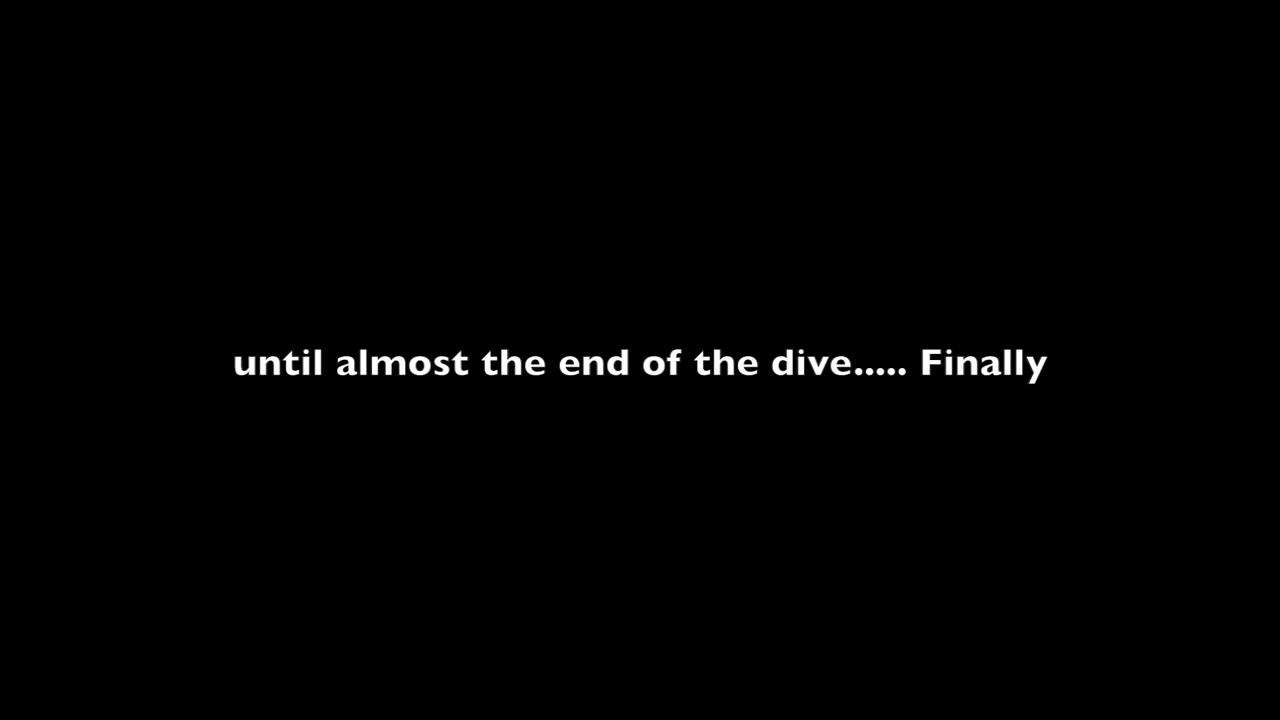 until almost the end of the dive..... Finally